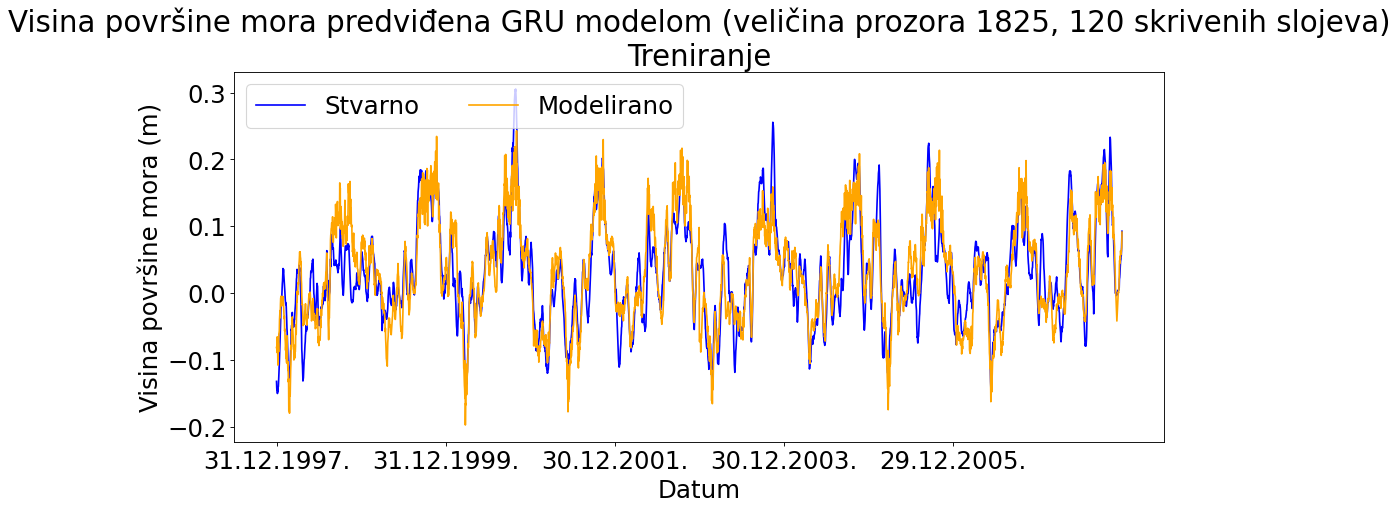 Visina površine mora predviđena GRU modelom (veličina prozora 1825, 120 skrivenih slojeva)
Treniranje
Stvarno
Modelirano
Visina površine mora (m)
0.3
0.2
0.1
0.0
−0.1
−0.2
31.12.1997.
31.12.1999.
30.12.2001.
30.12.2003.
29.12.2005.
Datum